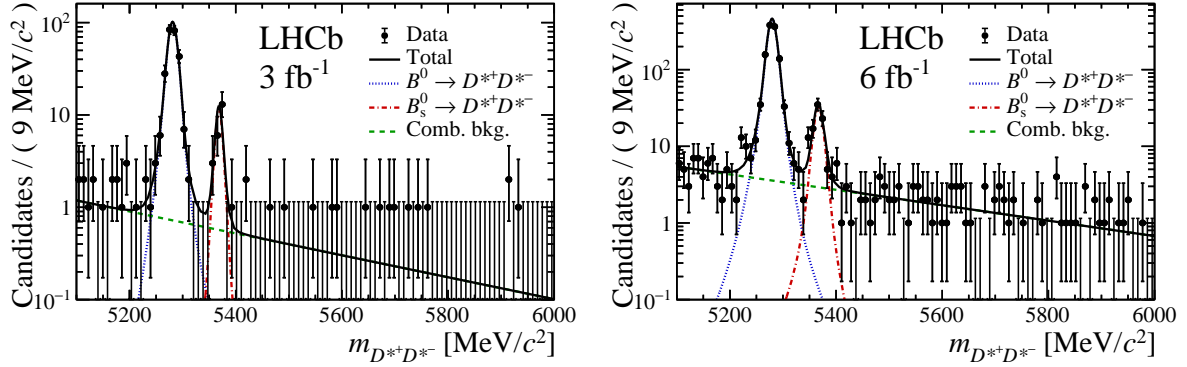 LHCb
3 fb⁻¹
Data
Total
B⁰ → D*⁺D*⁻
B⁰ₛ → D*⁺D*⁻
Comb. bkg.
Candidates / ( 9 MeV/c²)
10²
10
1
10⁻¹
5200 5400 5600 5800 6000
m_D*⁺D*⁻ [MeV/c²]
LHCb
6 fb⁻¹
Data
Total
B⁰ → D*⁺D*⁻
B⁰ₛ → D*⁺D*⁻
Comb. bkg.
Candidates / ( 9 MeV/c²)
10²
10
1
10⁻¹
5200 5400 5600 5800 6000
m_D*⁺D*⁻ [MeV/c²]